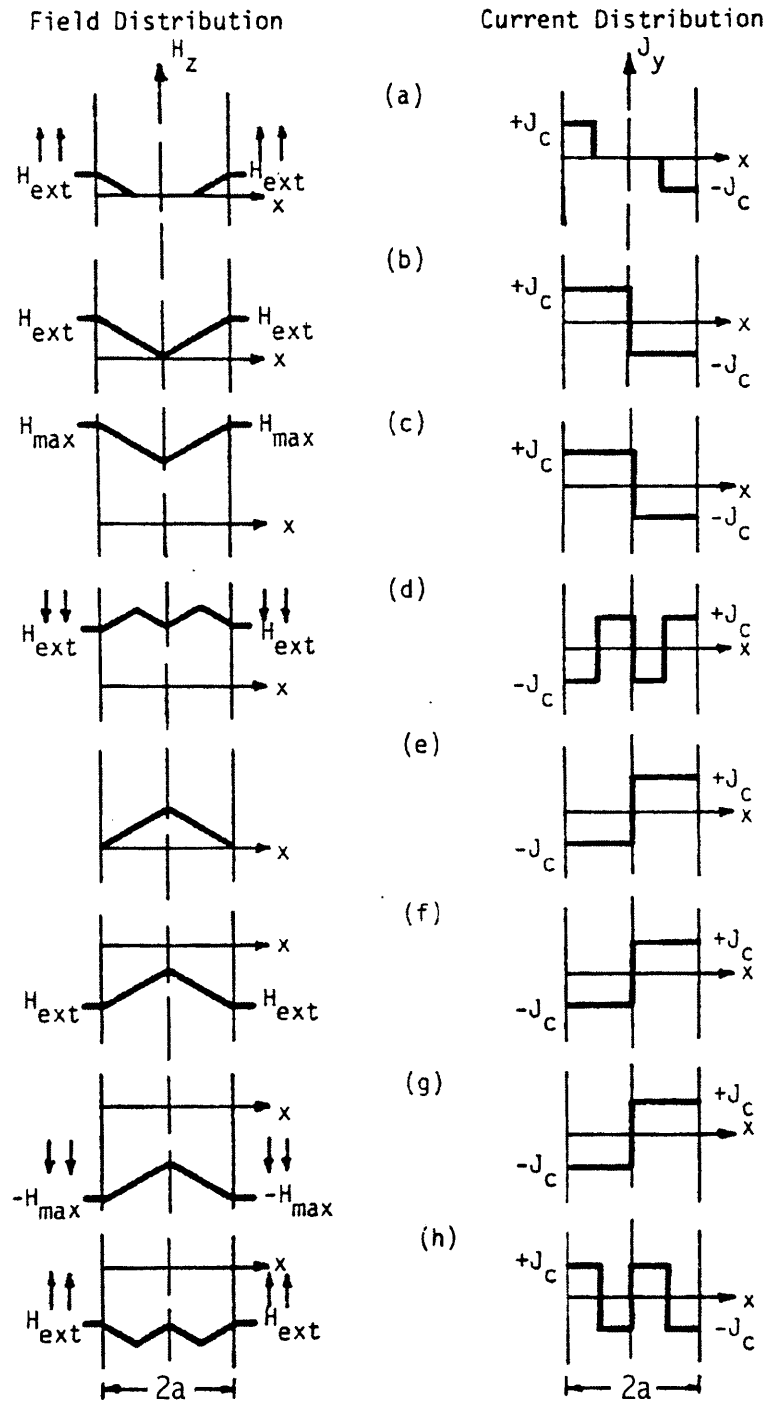 Field Distribution
Current Distribution
H_z
J_y
(a)
+J_c
x
H_ext
H_ext
x
-J_c
(b)
+J_c
H_ext
H_ext
x
x
-J_c
H_max
H_max
(c)
+J_c
x
-J_c
x
(d)
+J_c
H_ext
H_ext
x
-J_c
x
(e)
+J_c
x
x
-J_c
(f)
x
+J_c
x
H_ext
H_ext
-J_c
(g)
x
+J_c
x
-J_c
-H_max
-H_max
(h)
x
+J_c
x
H_ext
H_ext
-J_c
2a
2a